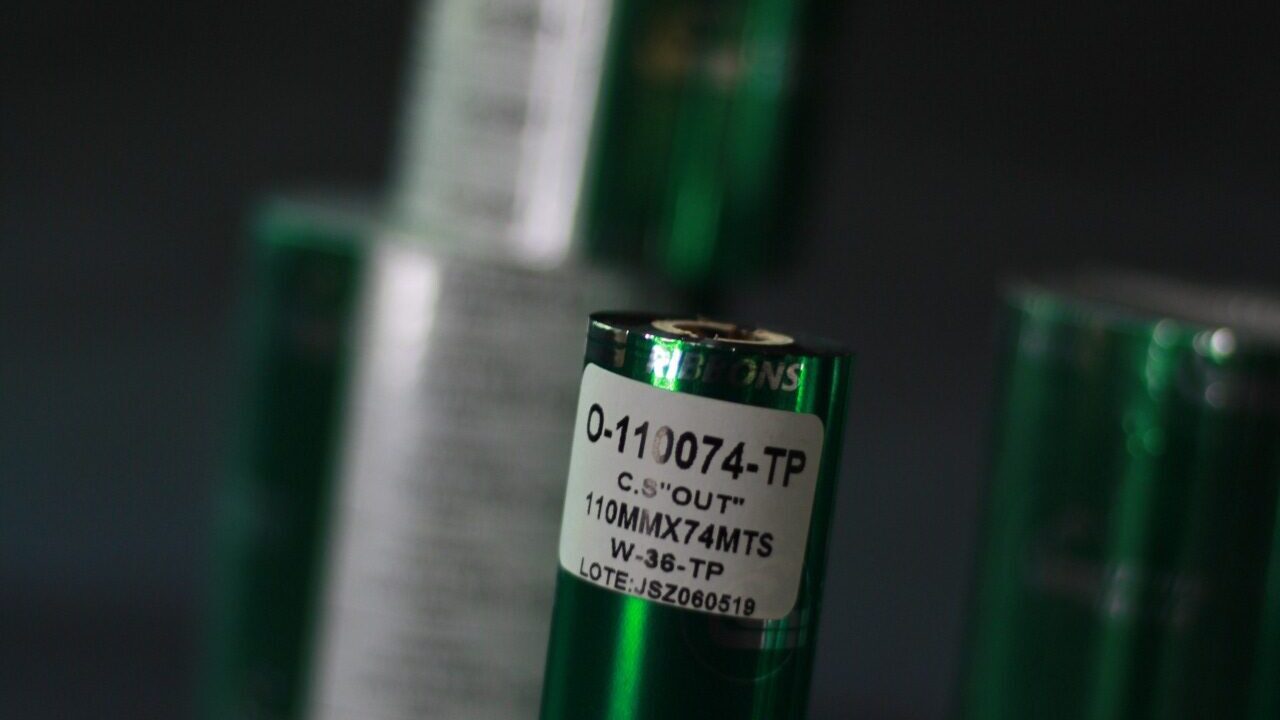 RIBBONS
O-110074-TP
C.S"OUT"
110MMX74MTS
W-36-TP
LOTE:JSZ060519